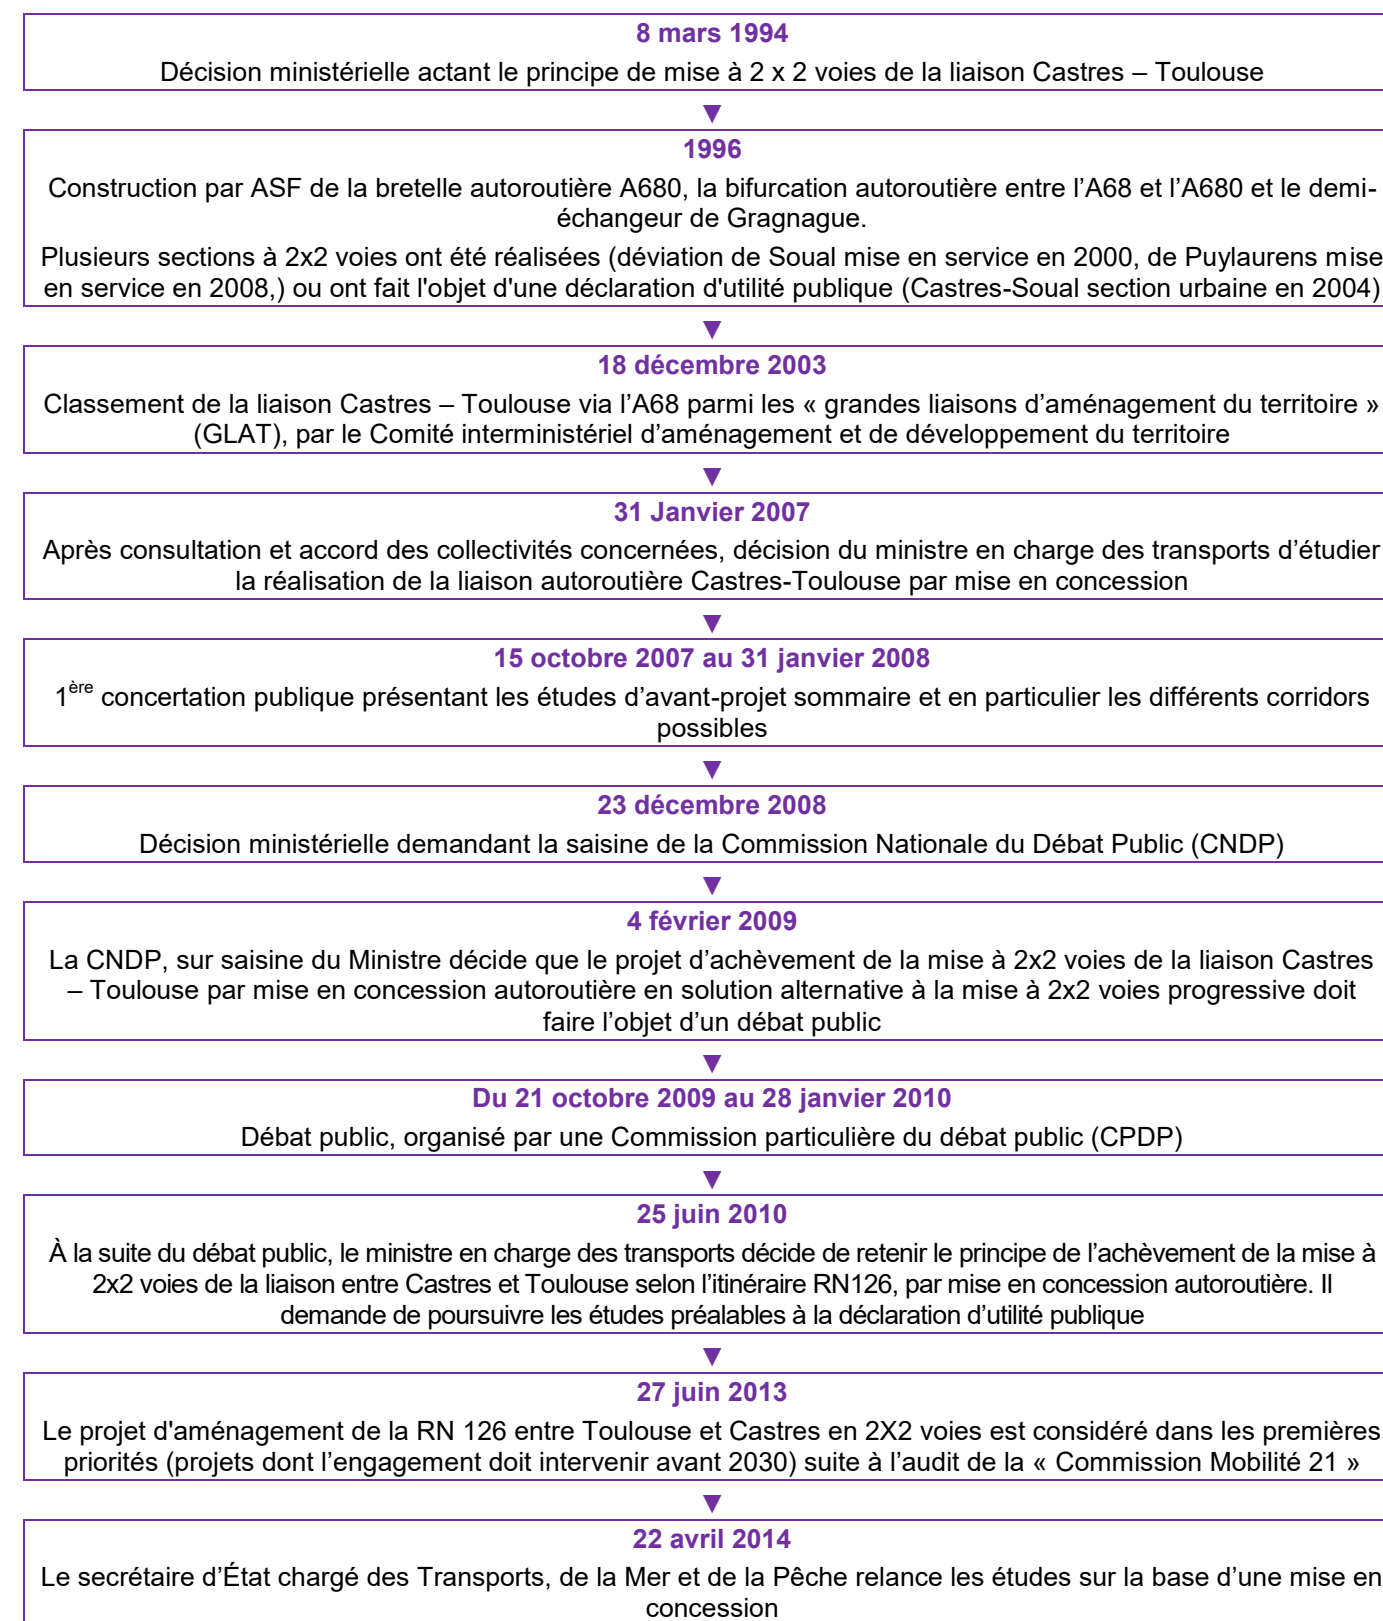 8 mars 1994
Décision ministérielle actant le principe de mise à 2 x 2 voies de la liaison Castres – Toulouse
1996
Construction par ASF de la bretelle autoroutière A680, la bifurcation autoroutière entre l’A68 et l’A680 et le demi-
échangeur de Gragnague.
Plusieurs sections à 2x2 voies ont été réalisées (déviation de Soual mise en service en 2000, de Puylaurens mise
en service en 2008,) ou ont fait l'objet d'une déclaration d'utilité publique (Castres-Soual section urbaine en 2004)
18 décembre 2003
Classement de la liaison Castres – Toulouse via l’A68 parmi les « grandes liaisons d’aménagement du territoire »
(GLAT), par le Comité interministériel d’aménagement et de développement du territoire
31 Janvier 2007
Après consultation et accord des collectivités concernées, décision du ministre en charge des transports d’étudier
la réalisation de la liaison autoroutière Castres-Toulouse par mise en concession
15 octobre 2007 au 31 janvier 2008
1ère concertation publique présentant les études d’avant-projet sommaire et en particulier les différents corridors
possibles
23 décembre 2008
Décision ministérielle demandant la saisine de la Commission Nationale du Débat Public (CNDP)
4 février 2009
La CNDP, sur saisine du Ministre décide que le projet d’achèvement de la mise à 2x2 voies de la liaison Castres
– Toulouse par mise en concession autoroutière en solution alternative à la mise à 2x2 voies progressive doit
faire l’objet d’un débat public
Du 21 octobre 2009 au 28 janvier 2010
Débat public, organisé par une Commission particulière du débat public (CPDP)
25 juin 2010
À la suite du débat public, le ministre en charge des transports décide de retenir le principe de l’achèvement de la mise à
2x2 voies de la liaison entre Castres et Toulouse selon l’itinéraire RN126, par mise en concession autoroutière. Il
demande de poursuivre les études préalables à la déclaration d’utilité publique
27 juin 2013
Le projet d'aménagement de la RN 126 entre Toulouse et Castres en 2X2 voies est considéré dans les premières
priorités (projets dont l’engagement doit intervenir avant 2030) suite à l’audit de la « Commission Mobilité 21 »
22 avril 2014
Le secrétaire d’État chargé des Transports, de la Mer et de la Pêche relance les études sur la base d’une mise en
concession